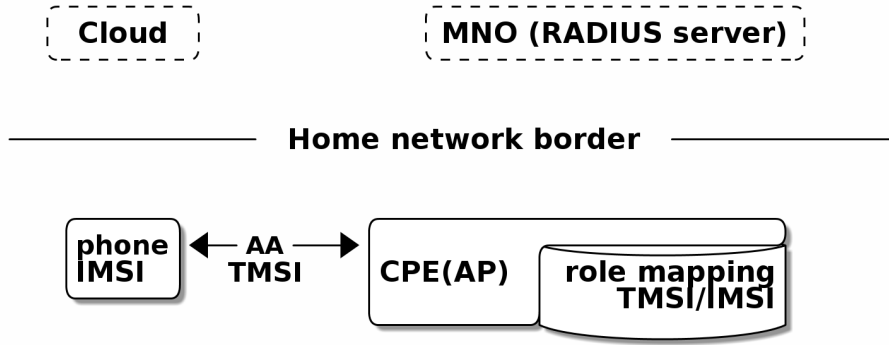 Cloud
MNO (RADIUS server)
Home network border
phone
IMSI
AA
TMSI
CPE(AP)
role mapping
TMSI/IMSI